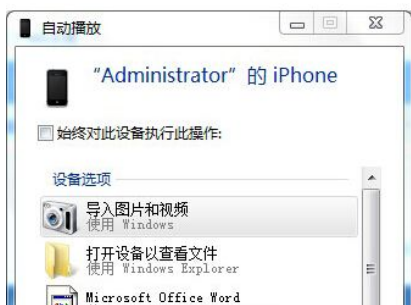 自动播放
“Administrator”的 iPhone
始终对此设备执行此操作:
设备选项
导入图片和视频
使用 Windows
打开设备以查看文件
使用 Windows Explorer
Microsoft Office Word